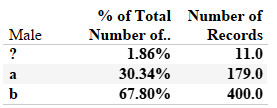 % of Total Number of
Male Number of.. Records
? 1.86% 11.0
a 30.34% 179.0
b 67.80% 400.0